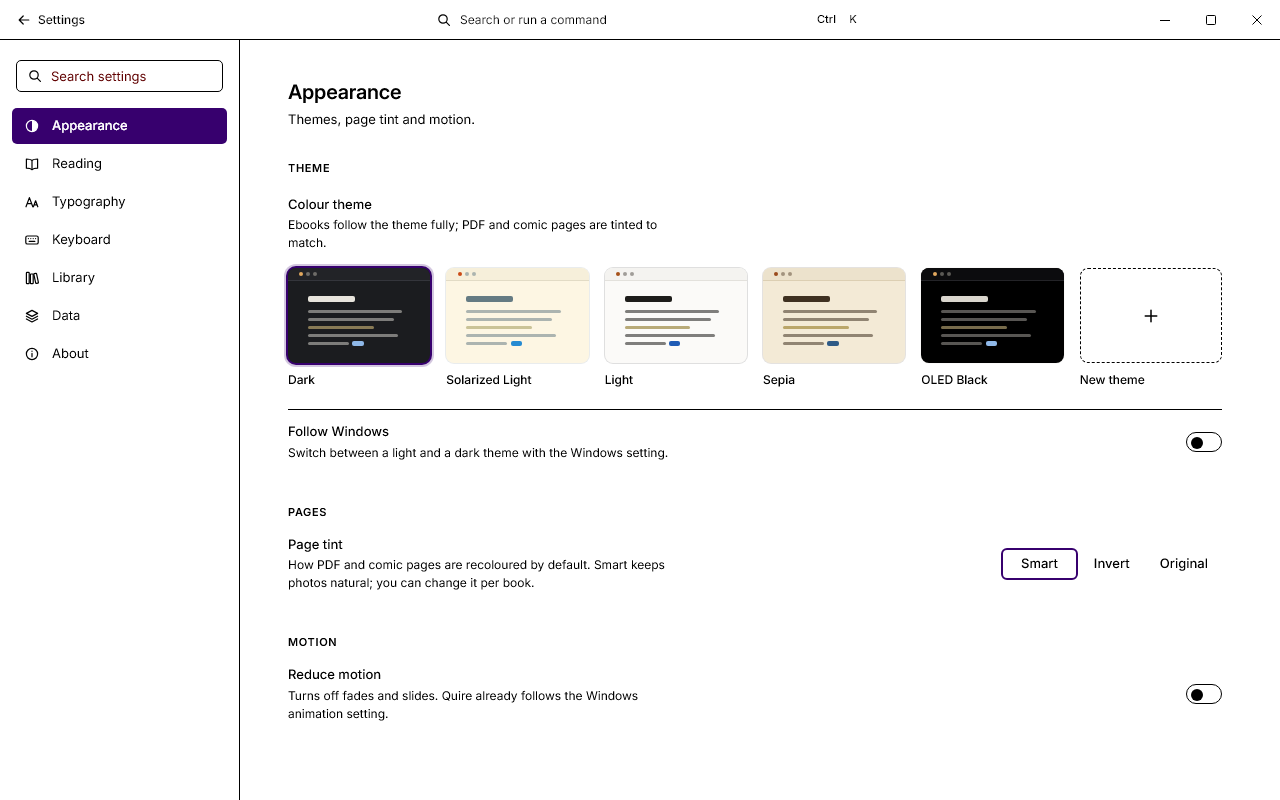 Settings
Search or run a command
Ctrl K
Search settings
Appearance
Reading
Typography
Keyboard
Library
Data
About
Appearance
Themes, page tint and motion.
THEME
Colour theme
Ebooks follow the theme fully; PDF and comic pages are tinted to
match.
Dark
Solarized Light
Light
Sepia
OLED Black
New theme
Follow Windows
Switch between a light and a dark theme with the Windows setting.
PAGES
Page tint
How PDF and comic pages are recoloured by default. Smart keeps
photos natural; you can change it per book.
Smart
Invert
Original
MOTION
Reduce motion
Turns off fades and slides. Quire already follows the Windows
animation setting.